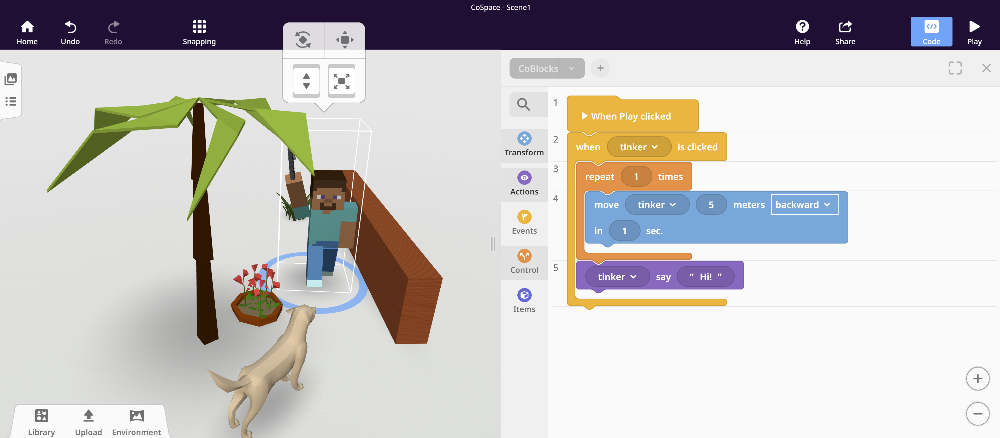 CoSpace - Scene1
Home
Undo
Redo
Snapping
Help
Share
Code
Play
CoBlocks
Transform
Actions
Events
Control
Items
1
When Play clicked
2
when tinker is clicked
3
repeat 1 times
4
move tinker 5 meters backward
in 1 sec.
5
tinker say “ Hi! ”
Library
Upload
Environment